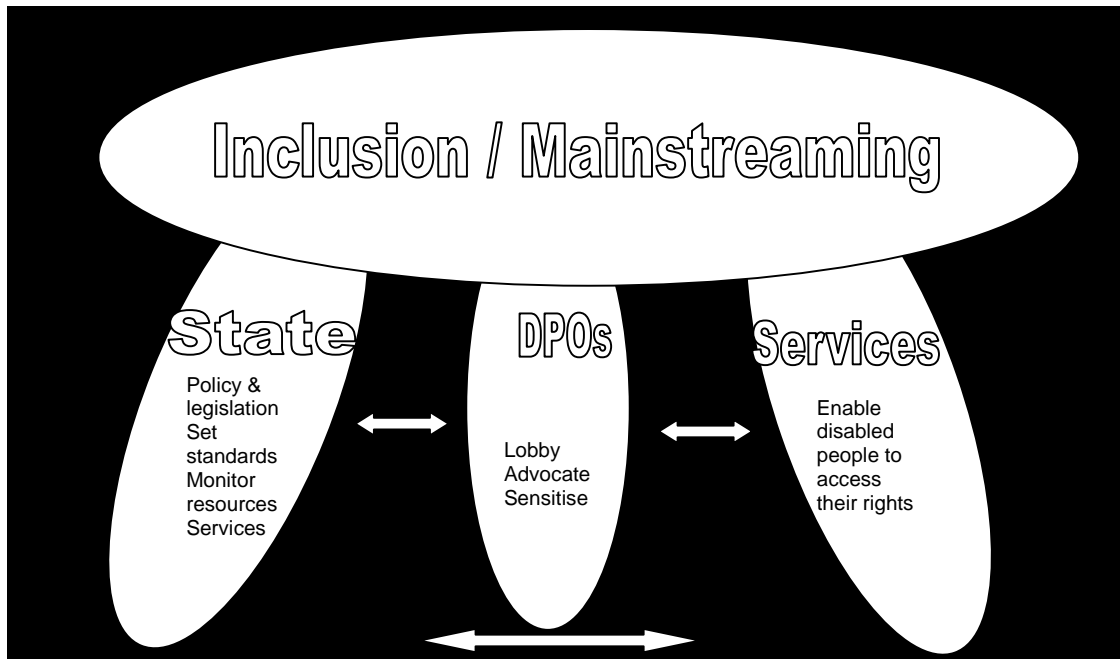 Inclusion / Mainstreaming
State
Policy &
legislation
Set
standards
Monitor
resources
Services
DPOs
Lobby
Advocate
Sensitise
Services
Enable
disabled
people to
access
their rights